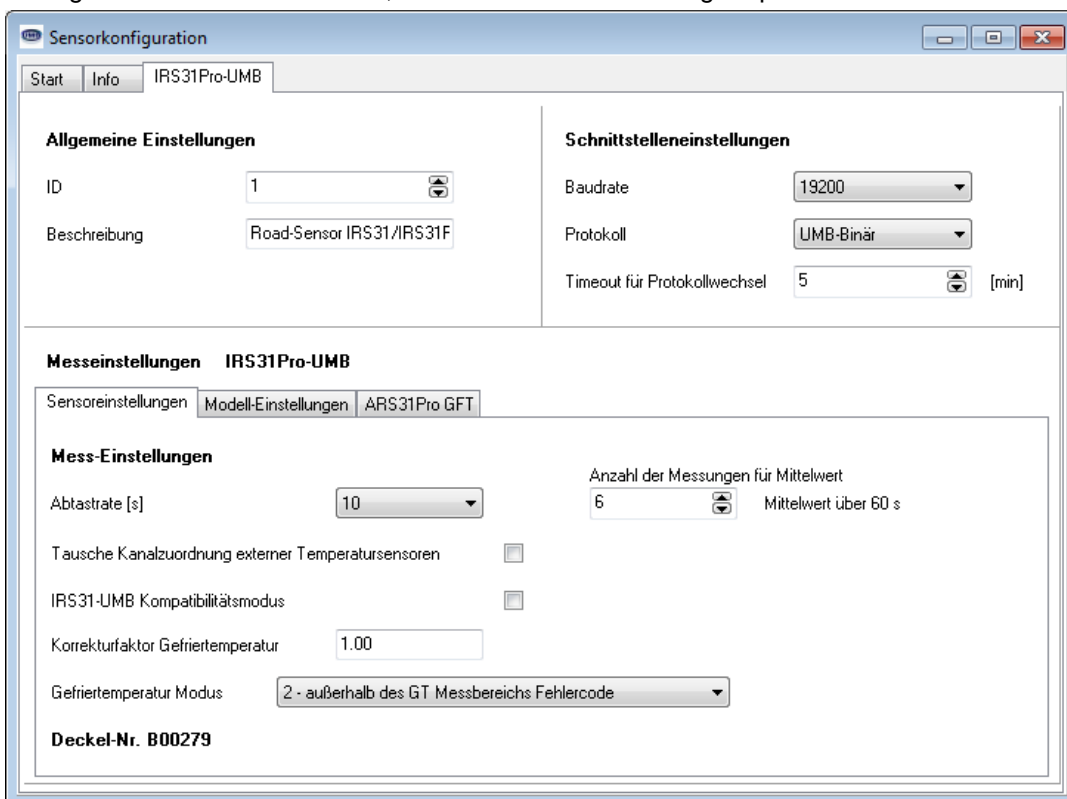 Sensorkonfiguration
Start Info IRS31Pro-UMB
Allgemeine Einstellungen
ID 1
Beschreibung Road-Sensor IRS31/IRS31F
Schnittstelleneinstellungen
Baudrate 19200
Protokoll UMB-Binär
Timeout für Protokollwechsel 5 [min]
Messeinstellungen IRS31Pro-UMB
Sensoreinstellungen Modell-Einstellungen ARS31Pro GFT
Mess-Einstellungen
Anzahl der Messungen für Mittelwert
Abtastrate [s] 10 6 Mittelwert über 60 s
Tausche Kanalzuordnung externer Temperatursensoren
IRS31-UMB Kompatibilitätsmodus
Korrekturfaktor Gefriertemperatur 1.00
Gefriertemperatur Modus 2 - außerhalb des GT Messbereichs Fehlercode
Deckel-Nr. B00279